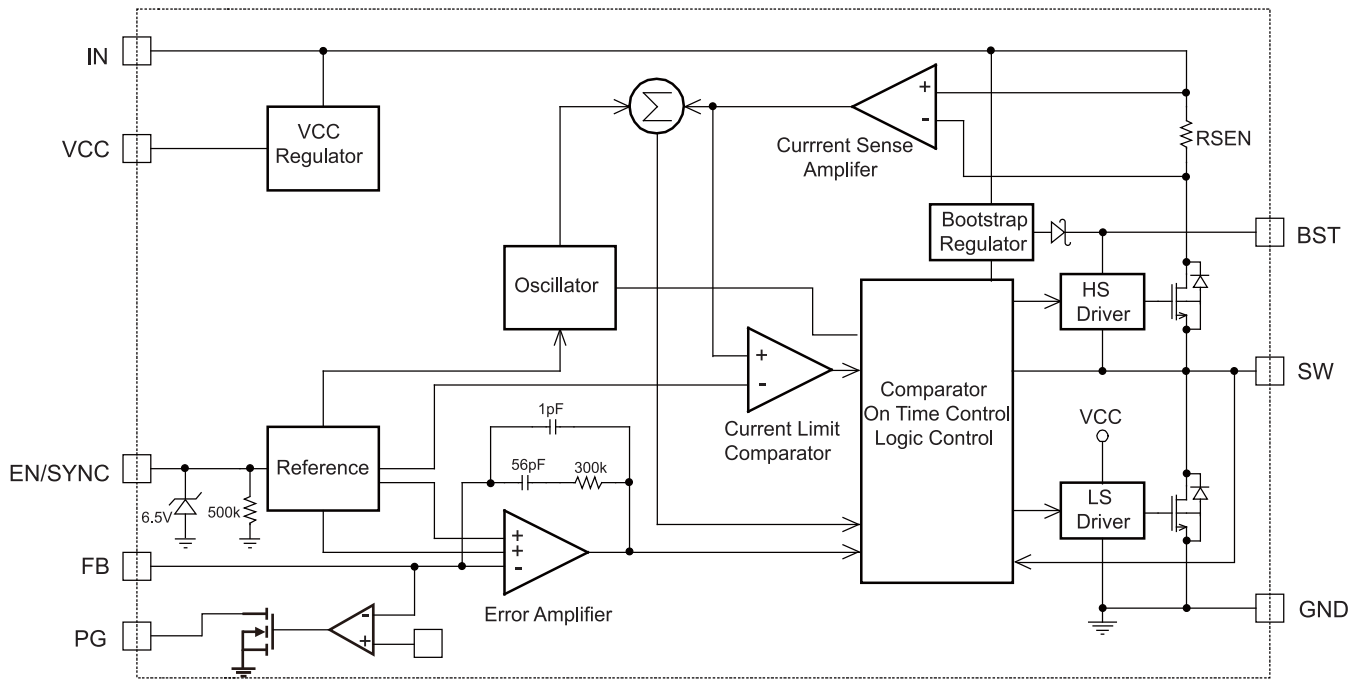 IN
VCC
VCC
Regulator
Σ
+
-
Currrent Sense
Amplifer
RSEN
Bootstrap
Regulator
BST
Oscillator
HS
Driver
+
-
Current Limit
Comparator
Comparator
On Time Control
Logic Control
SW
VCC
1pF
56pF
300k
EN/SYNC
Reference
6.5V
500k
LS
Driver
+
+
-
Error Amplifier
FB
PG
-
+
GND